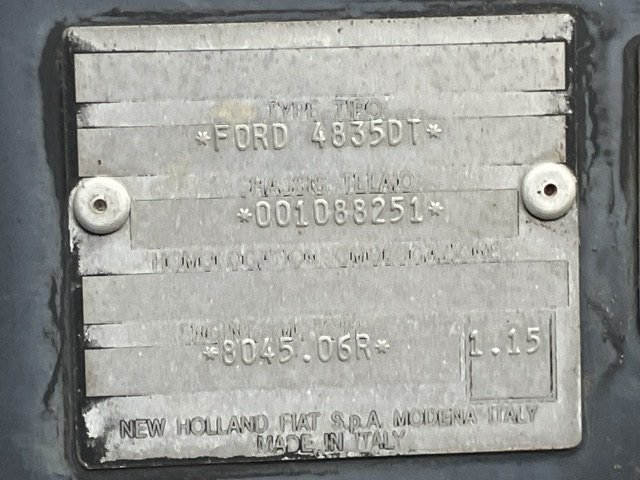 TYPE TIPO
*FORD 4835DT*
CHASSIS TELAIO
*001088251*
HOMOLOGATION OMOLOGAZIONE
*8045.06R*
1.15
NEW HOLLAND FIAT S.p.A. MODENA ITALY
MADE IN ITALY